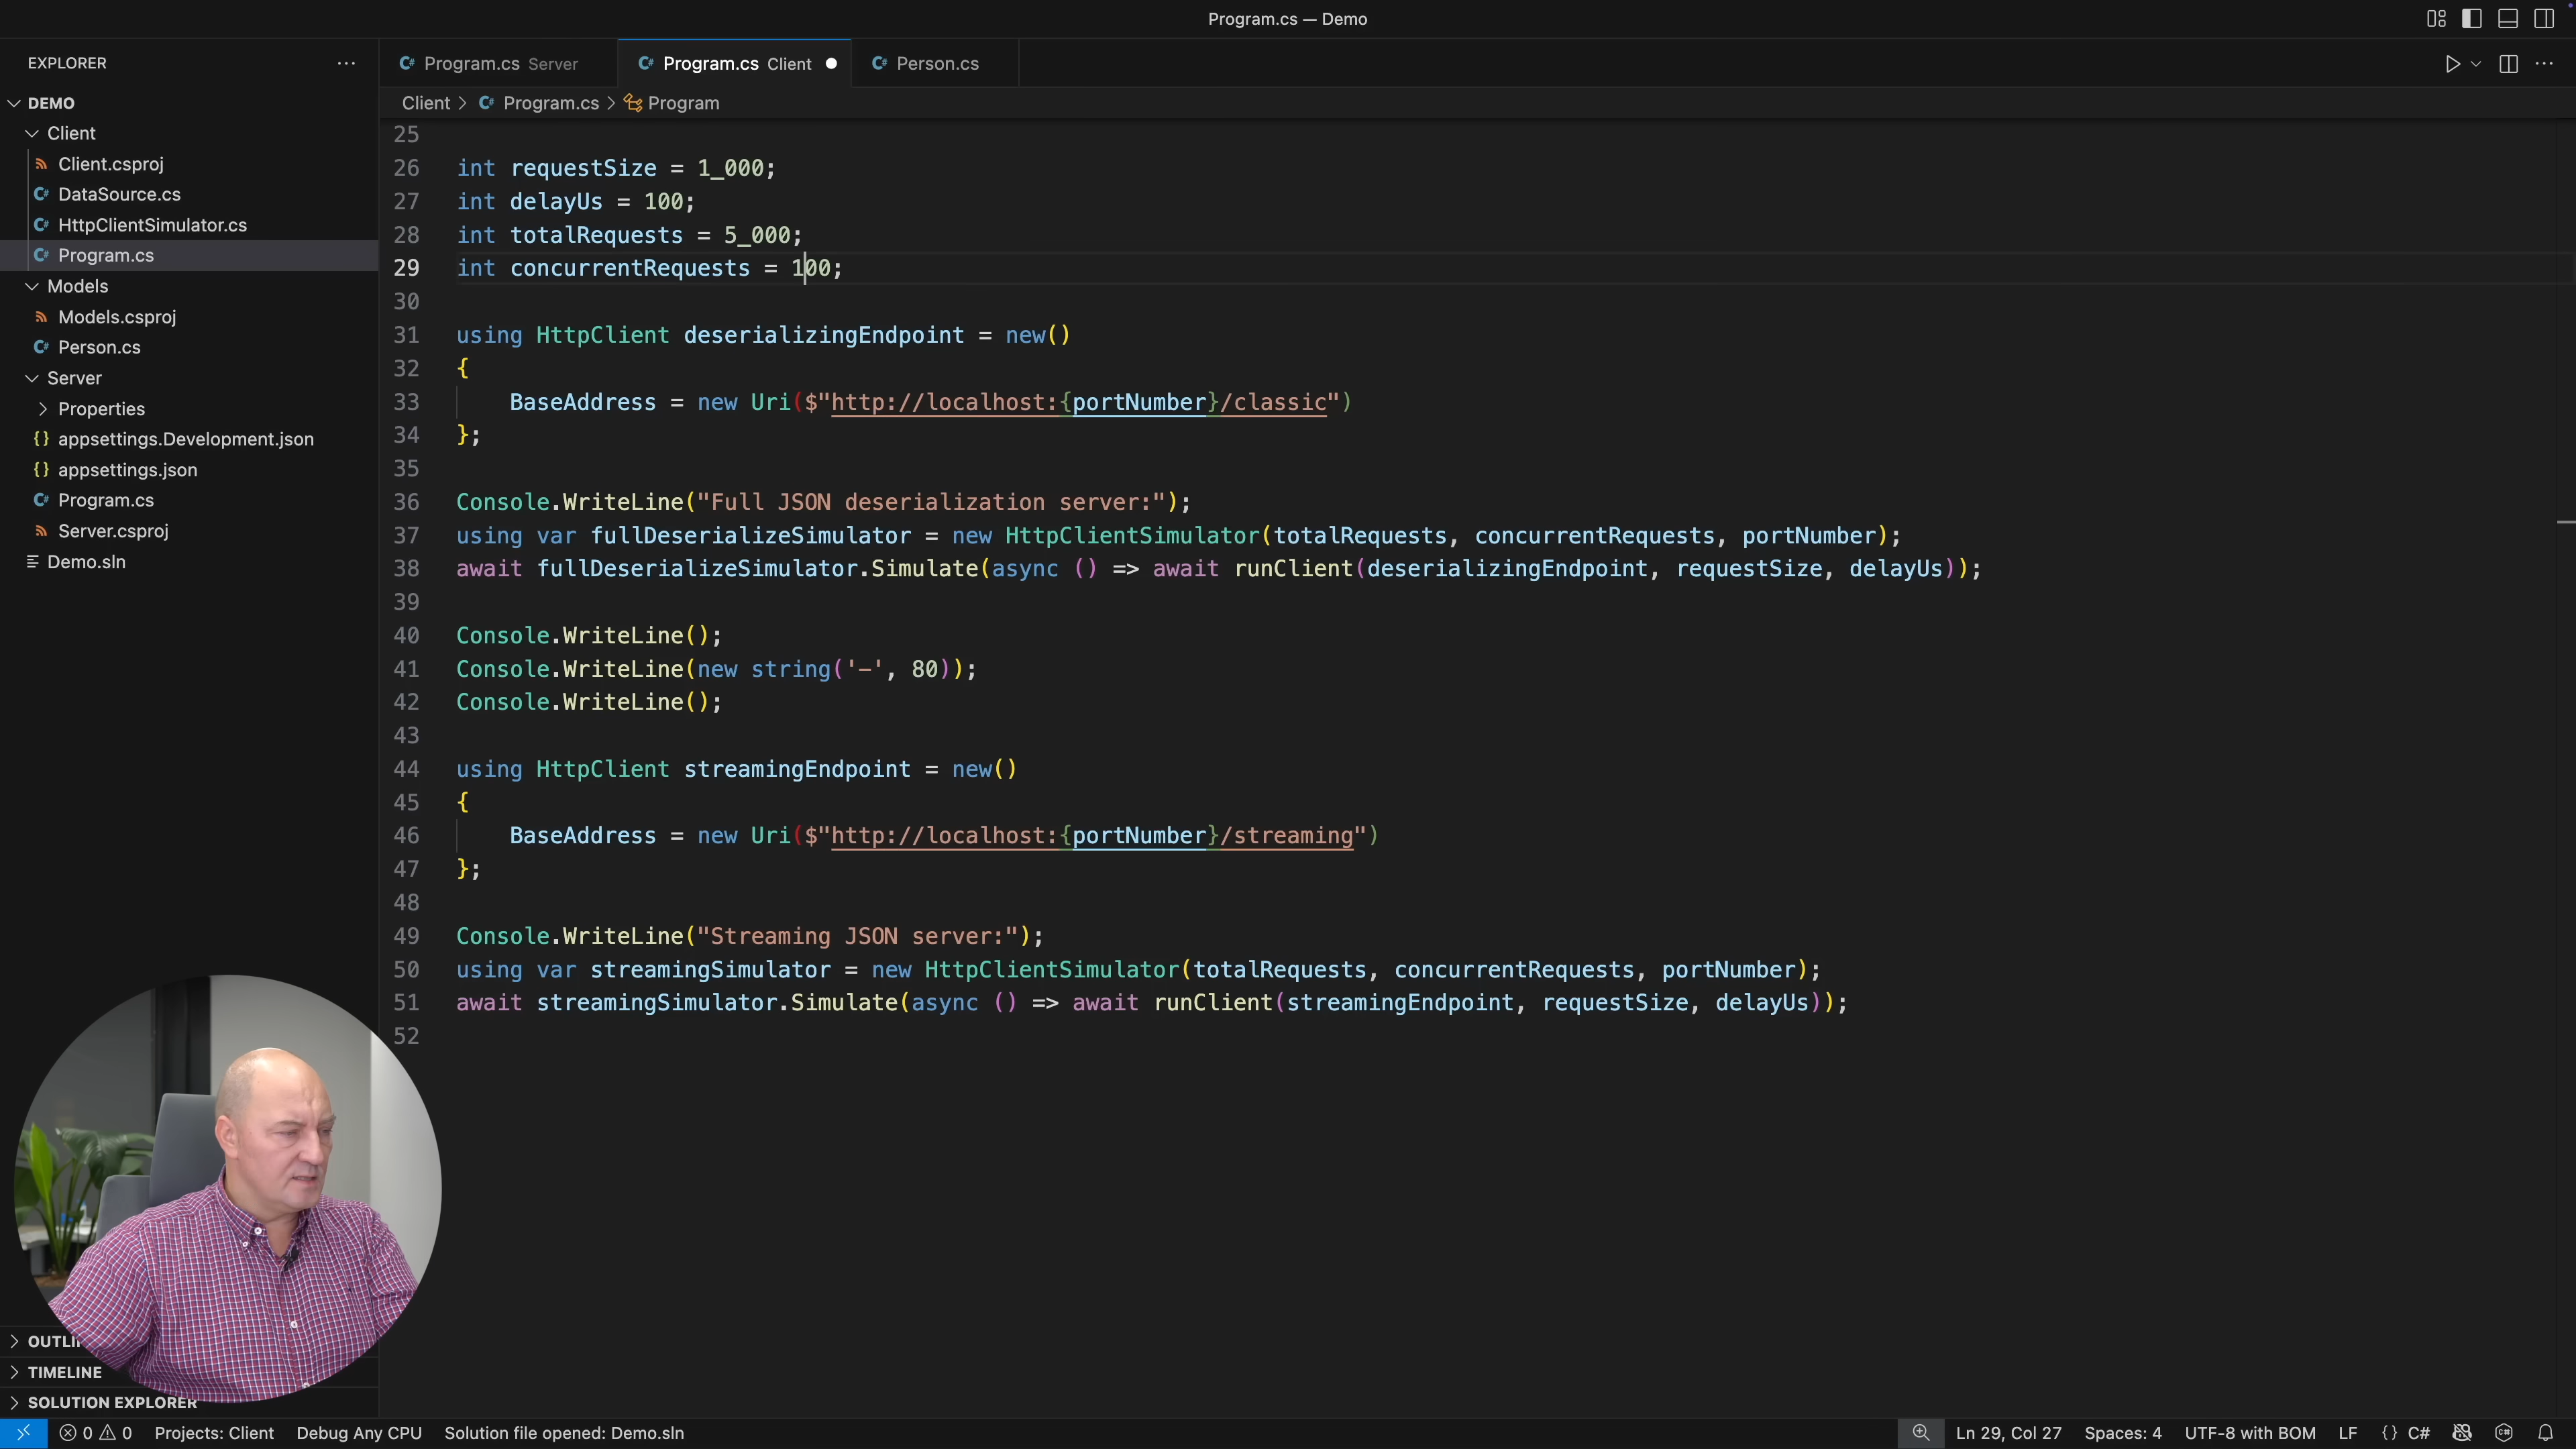 Program.cs — Demo
EXPLORER
DEMO
Client
Client.csproj
DataSource.cs
HttpClientSimulator.cs
Program.cs
Models
Models.csproj
Person.cs
Server
Properties
appsettings.Development.json
appsettings.json
Program.cs
Server.csproj
Demo.sln
Program.cs Server
Program.cs Client
Person.cs
Client > Program.cs > Program
25
26 int requestSize = 1_000;
27 int delayUs = 100;
28 int totalRequests = 5_000;
29 int concurrentRequests = 100;
30
31 using HttpClient deserializingEndpoint = new()
32 {
33 BaseAddress = new Uri($"http://localhost:{portNumber}/classic")
34 };
35
36 Console.WriteLine("Full JSON deserialization server:");
37 using var fullDeserializeSimulator = new HttpClientSimulator(totalRequests, concurrentRequests, portNumber);
38 await fullDeserializeSimulator.Simulate(async () => await runClient(deserializingEndpoint, requestSize, delayUs));
39
40 Console.WriteLine();
41 Console.WriteLine(new string('-', 80));
42 Console.WriteLine();
43
44 using HttpClient streamingEndpoint = new()
45 {
46 BaseAddress = new Uri($"http://localhost:{portNumber}/streaming")
47 };
48
49 Console.WriteLine("Streaming JSON server:");
50 using var streamingSimulator = new HttpClientSimulator(totalRequests, concurrentRequests, portNumber);
51 await streamingSimulator.Simulate(async () => await runClient(streamingEndpoint, requestSize, delayUs));
52
TIMELINE
SOLUTION EXPLORER
0 0 Projects: Client Debug Any CPU Solution file opened: Demo.sln
Ln 29, Col 27 Spaces: 4 UTF-8 with BOM LF {} C#